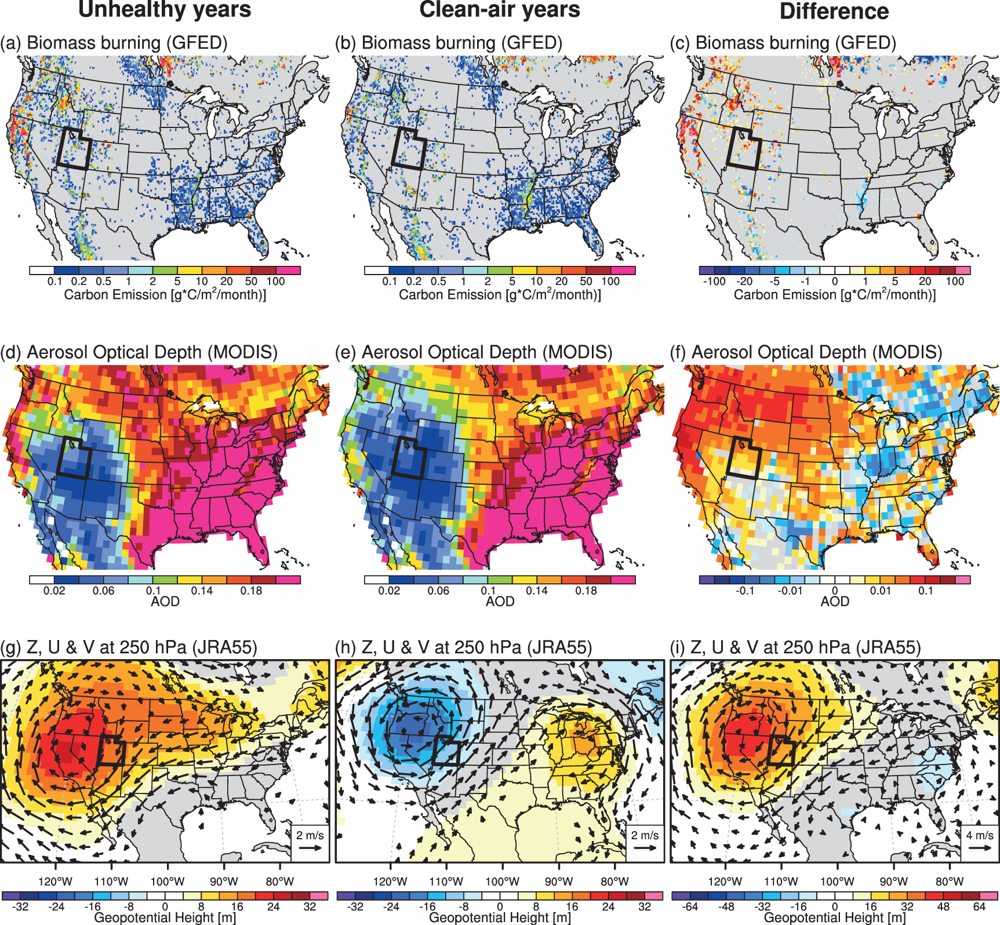 Unhealthy years
Clean-air years
Difference
(a) Biomass burning (GFED)
(b) Biomass burning (GFED)
(c) Biomass burning (GFED)
0.1 0.2 0.5 1 2 5 10 20 50 100
0.1 0.2 0.5 1 2 5 10 20 50 100
-100 -20 -5 -1 0 1 5 20 100
Carbon Emission [g*C/m²/month)]
Carbon Emission [g*C/m²/month)]
Carbon Emission [g*C/m²/month)]
(d) Aerosol Optical Depth (MODIS)
(e) Aerosol Optical Depth (MODIS)
(f) Aerosol Optical Depth (MODIS)
0.02 0.06 0.1 0.14 0.18
0.02 0.06 0.1 0.14 0.18
-0.1 -0.01 0 0.01 0.1
AOD
AOD
AOD
(g) Z, U & V at 250 hPa (JRA55)
(h) Z, U & V at 250 hPa (JRA55)
(i) Z, U & V at 250 hPa (JRA55)
2 m/s
2 m/s
4 m/s
120°W 110°W 100°W 90°W 80°W
120°W 110°W 100°W 90°W 80°W
120°W 110°W 100°W 90°W 80°W
-32 -24 -16 -8 0 8 16 24 32
-32 -24 -16 -8 0 8 16 24 32
-64 -48 -32 -16 0 16 32 48 64
Geopotential Height [m]
Geopotential Height [m]
Geopotential Height [m]